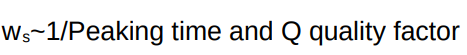 wₛ~1/Peaking time and Q quality factor